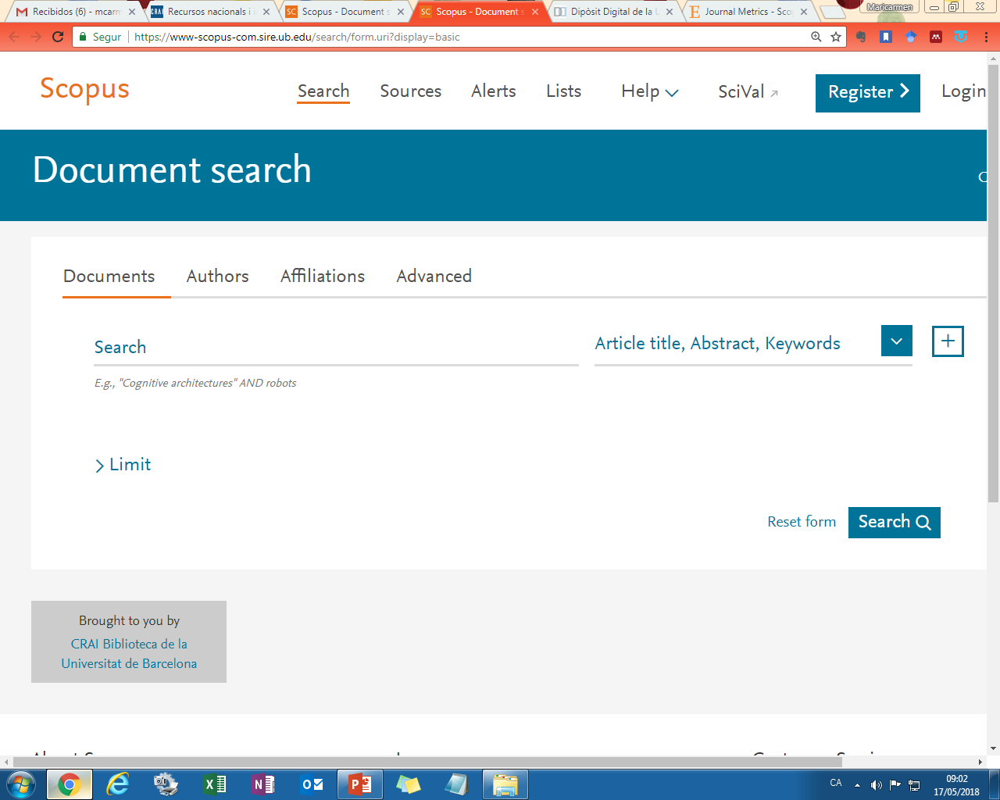 Recibidos (6) - mcarm
Recursos nacionals i
Scopus - Document s
Scopus - Document s
Dipòsit Digital de la U
Journal Metrics - Sco
Maricarmen
Segur
https://www-scopus-com.sire.ub.edu/search/form.uri?display=basic
Scopus
Search
Sources
Alerts
Lists
Help
SciVal
Register
Login
Document search
Documents
Authors
Affiliations
Advanced
Search
Article title, Abstract, Keywords
E.g., "Cognitive architectures" AND robots
Limit
Reset form
Search
Brought to you by
CRAI Biblioteca de la
Universitat de Barcelona
CA
09:02
17/05/2018